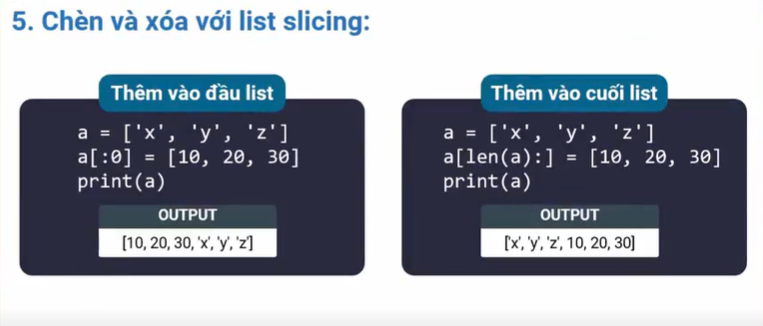 5. Chèn và xóa với list slicing:
Thêm vào đầu list
a = ['x', 'y', 'z']
a[:0] = [10, 20, 30]
print(a)
OUTPUT
[10, 20, 30, 'x', 'y', 'z']
Thêm vào cuối list
a = ['x', 'y', 'z']
a[len(a):] = [10, 20, 30]
print(a)
OUTPUT
['x', 'y', 'z', 10, 20, 30]